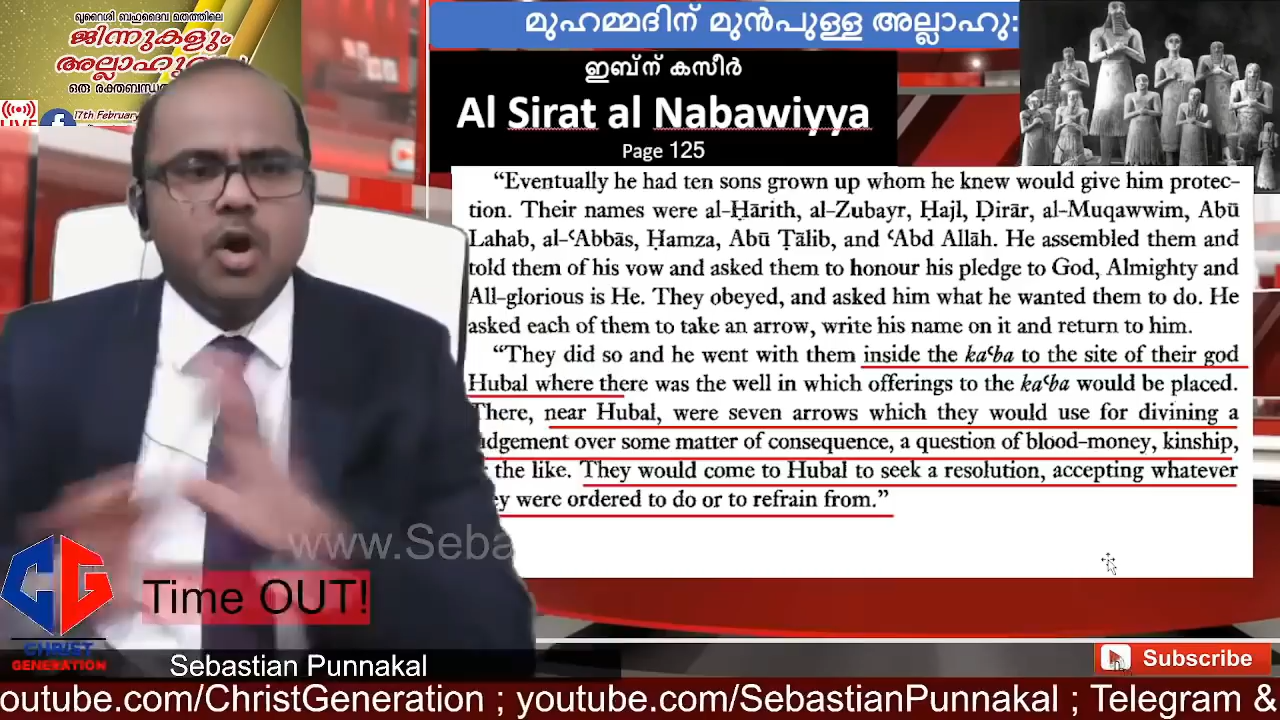 ഖുറൈശി ബഹുദൈവ മതത്തിലെ
ജിന്നുകളും
ഒരു രക്തബന്ധ
LIVE
17th February
മുഹമ്മദിന് മുൻപുള്ള അല്ലാഹു:
ഇബ്ന് കസീർ
Al Sirat al Nabawiyya
Page 125
“Eventually he had ten sons grown up whom he knew would give him protec-
tion. Their names were al-Ḥārith, al-Zubayr, Ḥajl, Ḍirār, al-Muqawwim, Abū
Lahab, al-ʿAbbās, Ḥamza, Abū Ṭālib, and ʿAbd Allāh. He assembled them and
told them of his vow and asked them to honour his pledge to God, Almighty and
All-glorious is He. They obeyed, and asked him what he wanted them to do. He
asked each of them to take an arrow, write his name on it and return to him.
“They did so and he went with them inside the kaʿba to the site of their god
Hubal where there was the well in which offerings to the kaʿba would be placed.
There, near Hubal, were seven arrows which they would use for divining a
udgement over some matter of consequence, a question of blood-money, kinship,
the like. They would come to Hubal to seek a resolution, accepting whatever
ey were ordered to do or to refrain from.”
www.Seba
Time OUT!
CG
CHRIST
GENERATION
Sebastian Punnakal
Subscribe
outube.com/ChristGeneration ; youtube.com/SebastianPunnakal ; Telegram &